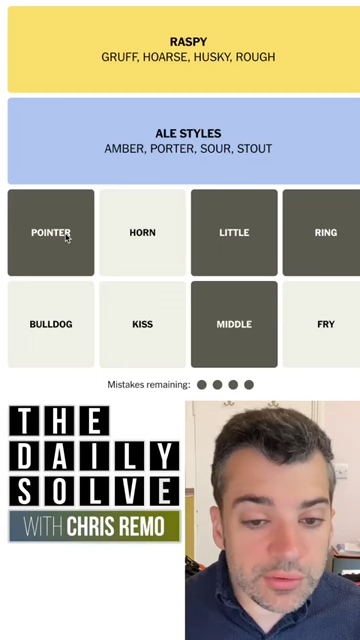 RASPY
GRUFF, HOARSE, HUSKY, ROUGH
ALE STYLES
AMBER, PORTER, SOUR, STOUT
POINTER HORN LITTLE RING
BULLDOG KISS MIDDLE FRY
Mistakes remaining:
THE
DAILY
SOLVE
WITH CHRIS REMO